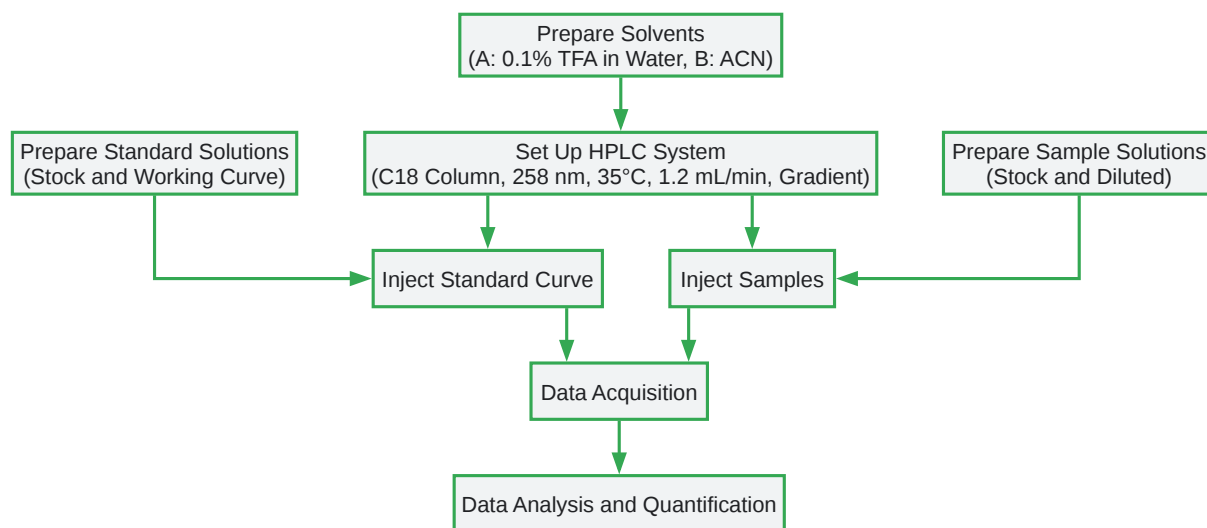 Prepare Solvents
(A: 0.1% TFA in Water, B: ACN)
Prepare Standard Solutions
(Stock and Working Curve)
Set Up HPLC System
(C18 Column, 258 nm, 35°C, 1.2 mL/min, Gradient)
Prepare Sample Solutions
(Stock and Diluted)
Inject Standard Curve
Inject Samples
Data Acquisition
Data Analysis and Quantification